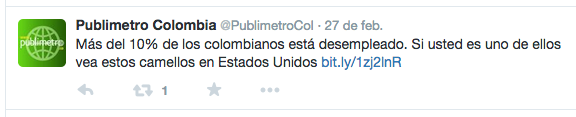 publimetro
Publimetro Colombia @PublimetroCol · 27 de feb.
Más del 10% de los colombianos está desempleado. Si usted es uno de ellos
vea estos camellos en Estados Unidos bit.ly/1zj2lnR
1